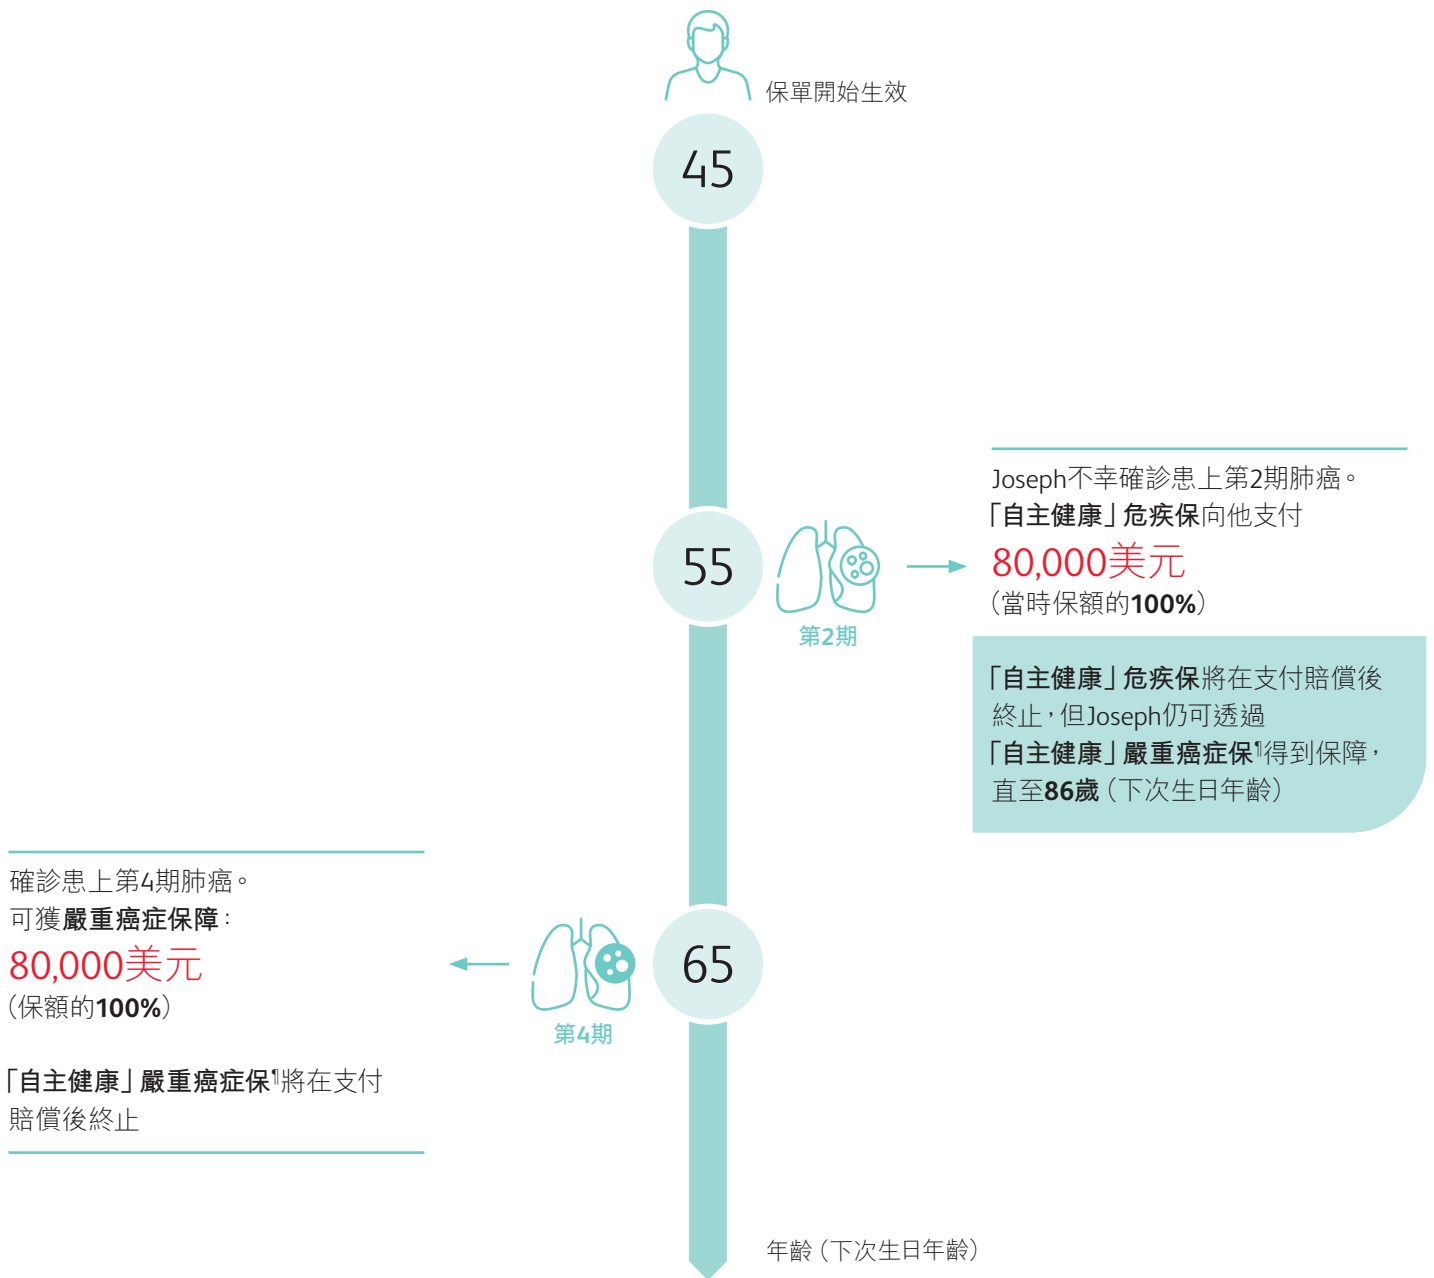 保單開始生效
45
55
第2期
Joseph不幸確診患上第2期肺癌。
「自主健康」危疾保向他支付
80,000美元
（當時保額的100%）
「自主健康」危疾保將在支付賠償後
終止，但Joseph仍可透過
「自主健康」嚴重癌症保¶得到保障，
直至86歲（下次生日年齡）
確診患上第4期肺癌。
可獲嚴重癌症保障：
80,000美元
（保額的100%）
「自主健康」嚴重癌症保¶將在支付
賠償後終止
第4期
65
年齡（下次生日年齡）